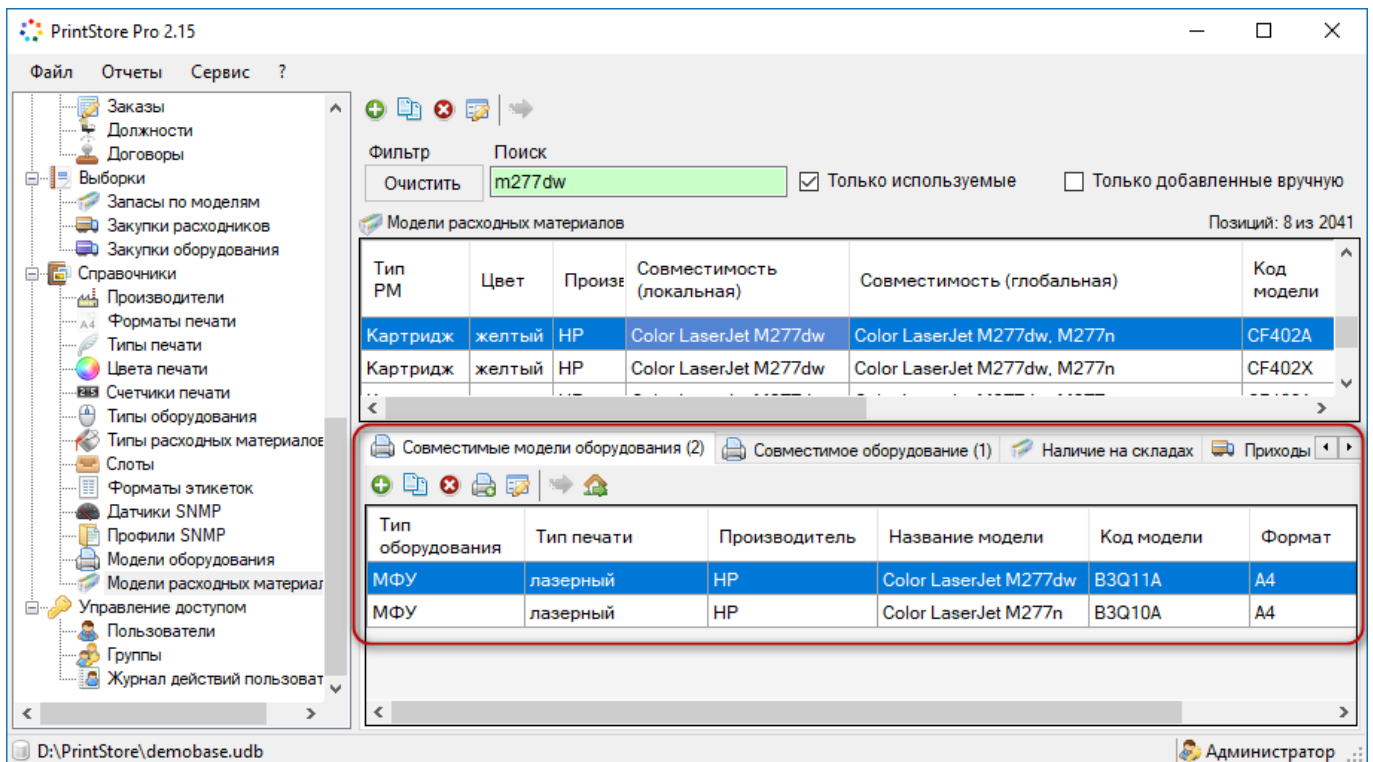 PrintStore Pro 2.15
Файл Отчеты Сервис ?
Заказы
Должности
Договоры
Выборки
Запасы по моделям
Закупки расходников
Закупки оборудования
Справочники
Производители
Форматы печати
Типы печати
Цвета печати
Счетчики печати
Типы оборудования
Типы расходных материалов
Слоты
Форматы этикеток
Датчики SNMP
Профили SNMP
Модели оборудования
Модели расходных материал
Управление доступом
Пользователи
Группы
Журнал действий пользоват
Фильтр Поиск
Очистить m277dw Только используемые Только добавленные вручную
Модели расходных материалов Позиций: 8 из 2041
Тип РМ Цвет Произв Совместимость (локальная) Совместимость (глобальная) Код модели
Картридж желтый HP Color LaserJet M277dw Color LaserJet M277dw, M277n CF402A
Картридж желтый HP Color LaserJet M277dw Color LaserJet M277dw, M277n CF402X
Совместимые модели оборудования (2) Совместимое оборудование (1) Наличие на складах Приходы
Тип оборудования Тип печати Производитель Название модели Код модели Формат
МФУ лазерный HP Color LaserJet M277dw B3Q11A A4
МФУ лазерный HP Color LaserJet M277n B3Q10A A4
D:\PrintStore\demobase.udb Администратор